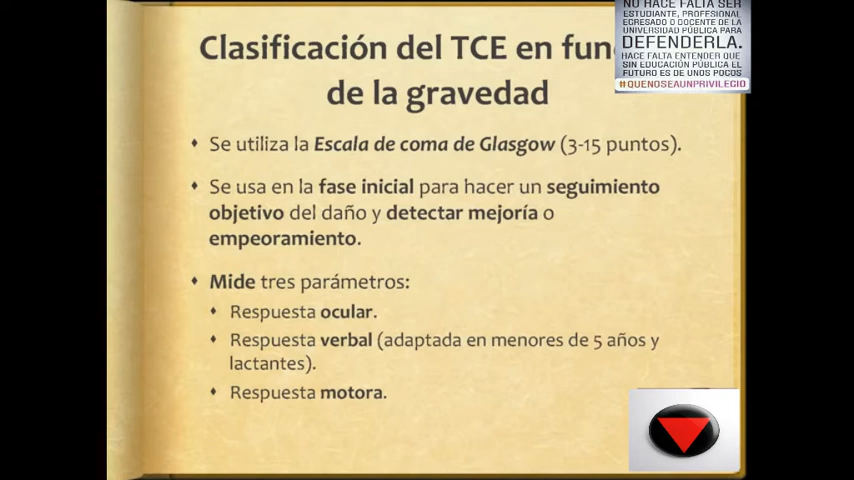 Clasificación del TCE en fun
de la gravedad
NO HACE FALTA SER
ESTUDIANTE, PROFESIONAL
EGRESADO O DOCENTE DE LA
UNIVERSIDAD PÚBLICA PARA
DEFENDERLA.
HACE FALTA ENTENDER QUE
SIN EDUCACIÓN PÚBLICA EL
FUTURO ES DE UNOS POCOS
#QUENOSEAUNPRIVILEGIO
Se utiliza la Escala de coma de Glasgow (3-15 puntos).
Se usa en la fase inicial para hacer un seguimiento
objetivo del daño y detectar mejoría o
empeoramiento.
Mide tres parámetros:
Respuesta ocular.
Respuesta verbal (adaptada en menores de 5 años y
lactantes).
Respuesta motora.